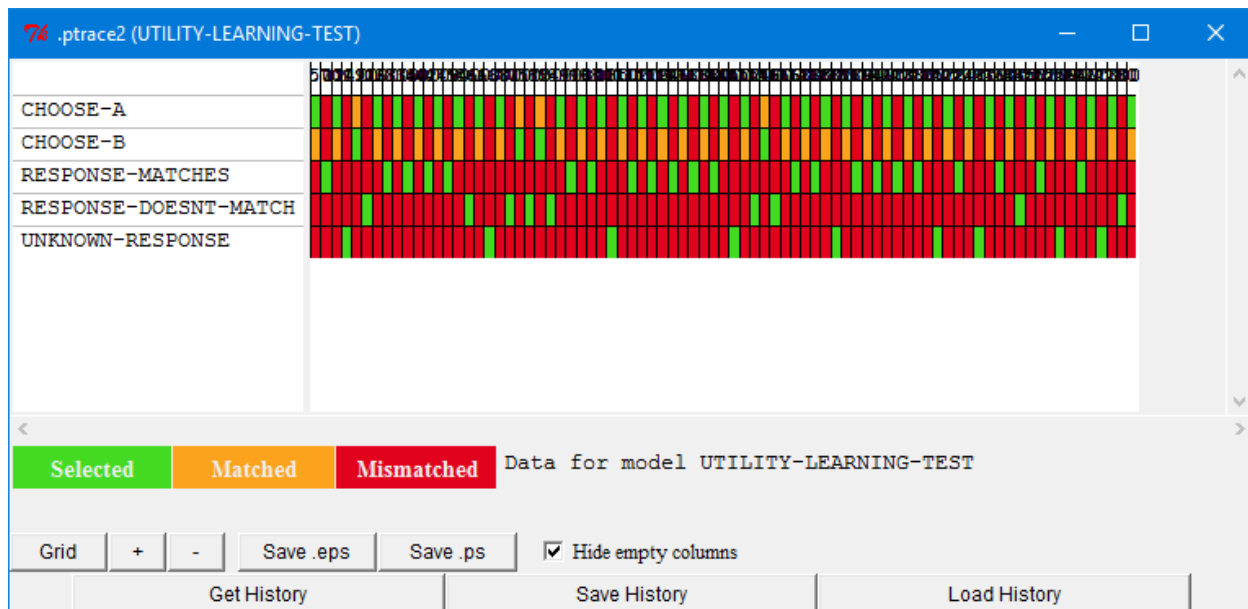 .ptrace2 (UTILITY-LEARNING-TEST)
CHOOSE-A
CHOOSE-B
RESPONSE-MATCHES
RESPONSE-DOESNT-MATCH
UNKNOWN-RESPONSE
Selected Matched Mismatched Data for model UTILITY-LEARNING-TEST
Grid + - Save .eps Save .ps Hide empty columns
Get History Save History Load History